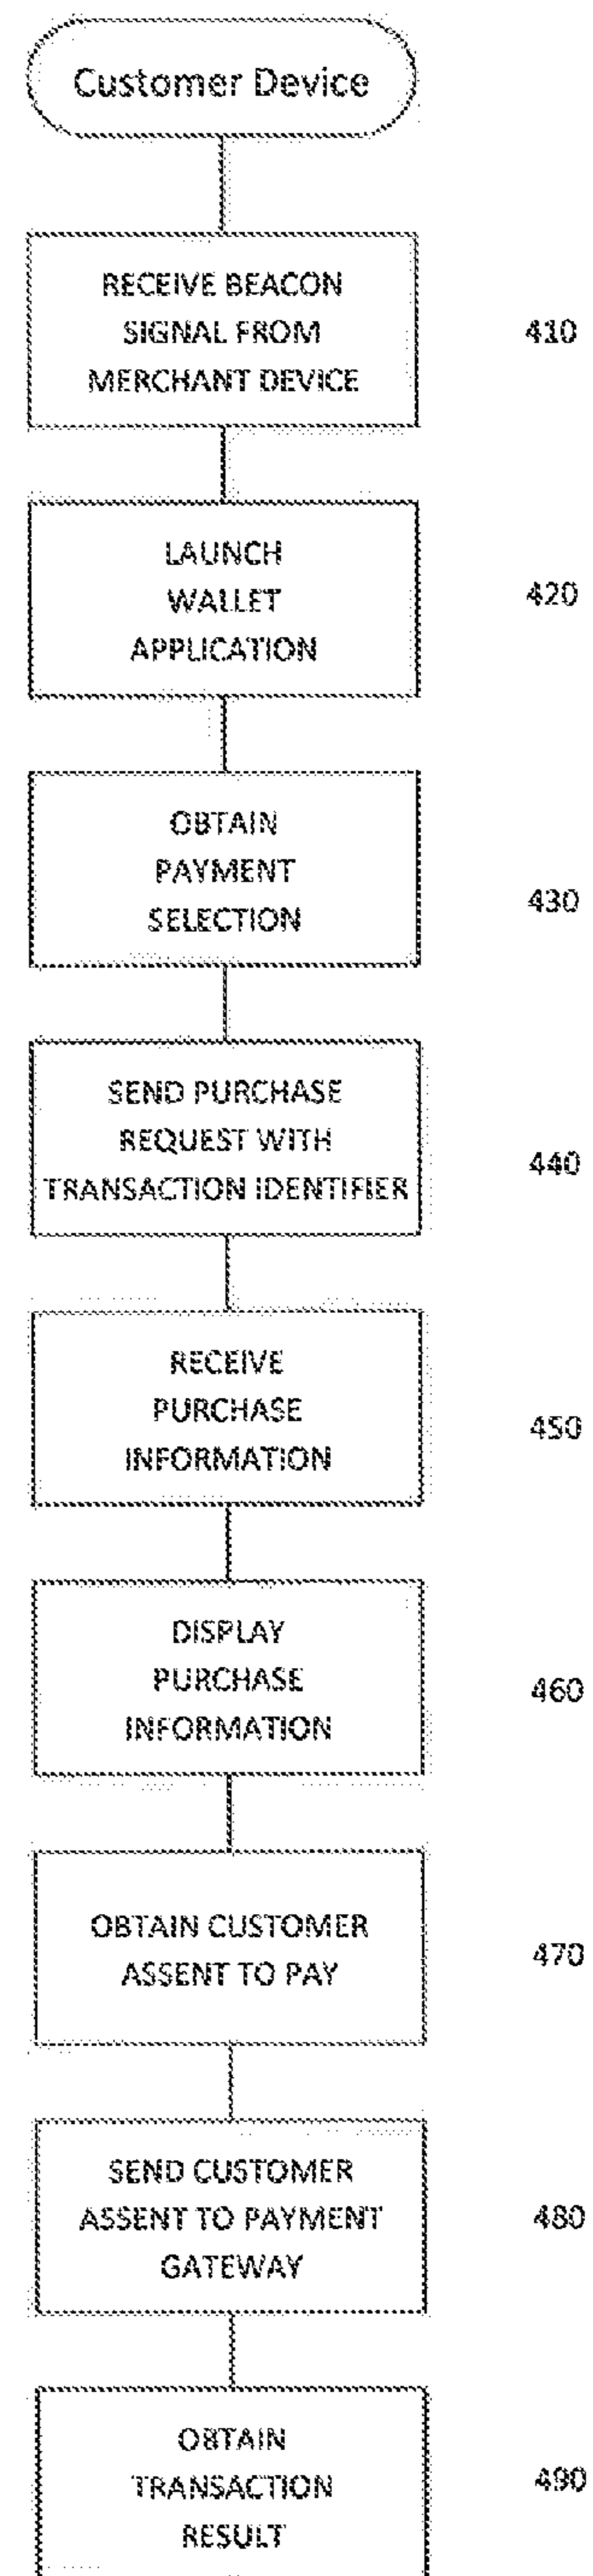 Customer Device
RECEIVE BEACON
SIGNAL FROM
MERCHANT DEVICE
410
LAUNCH
WALLET
APPLICATION
420
OBTAIN
PAYMENT
SELECTION
430
SEND PURCHASE
REQUEST WITH
TRANSACTION IDENTIFIER
440
RECEIVE
PURCHASE
INFORMATION
450
DISPLAY
PURCHASE
INFORMATION
460
OBTAIN CUSTOMER
ASSENT TO PAY
470
SEND CUSTOMER
ASSENT TO PAYMENT
GATEWAY
480
OBTAIN
TRANSACTION
RESULT
490